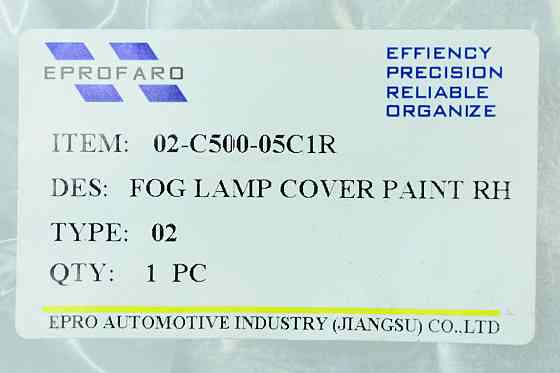 EPROFARO
EFFIENCY
PRECISION
RELIABLE
ORGANIZE
ITEM: 02-C500-05C1R
DES: FOG LAMP COVER PAINT RH
TYPE: 02
QTY: 1 PC
EPRO AUTOMOTIVE INDUSTRY (JIANGSU) CO..LTD